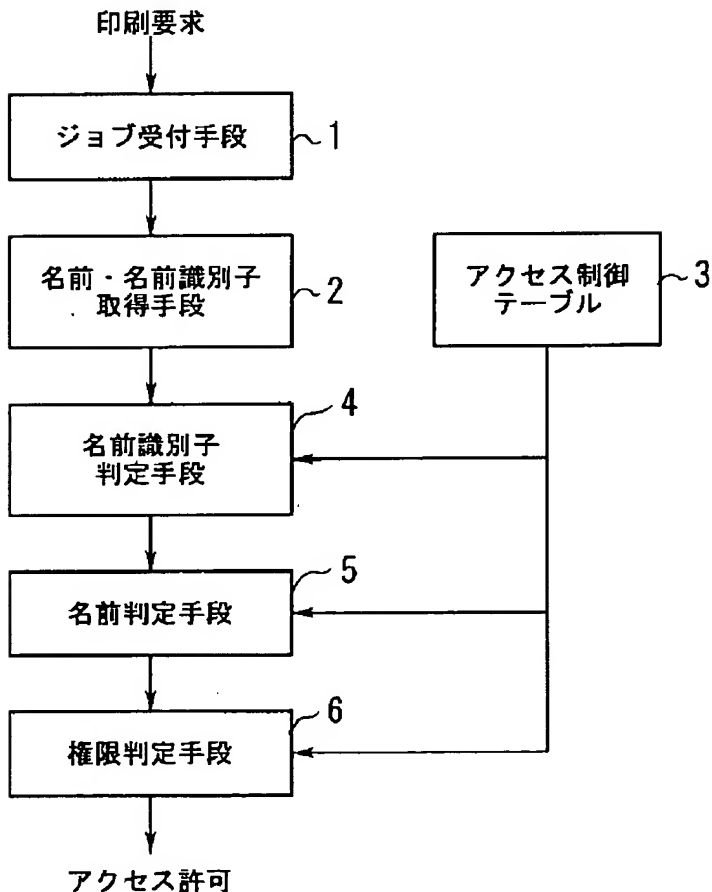 印刷要求
ジョブ受付手段
1
名前・名前識別子
取得手段
2
アクセス制御
テーブル
3
名前識別子
判定手段
4
名前判定手段
5
権限判定手段
6
アクセス許可